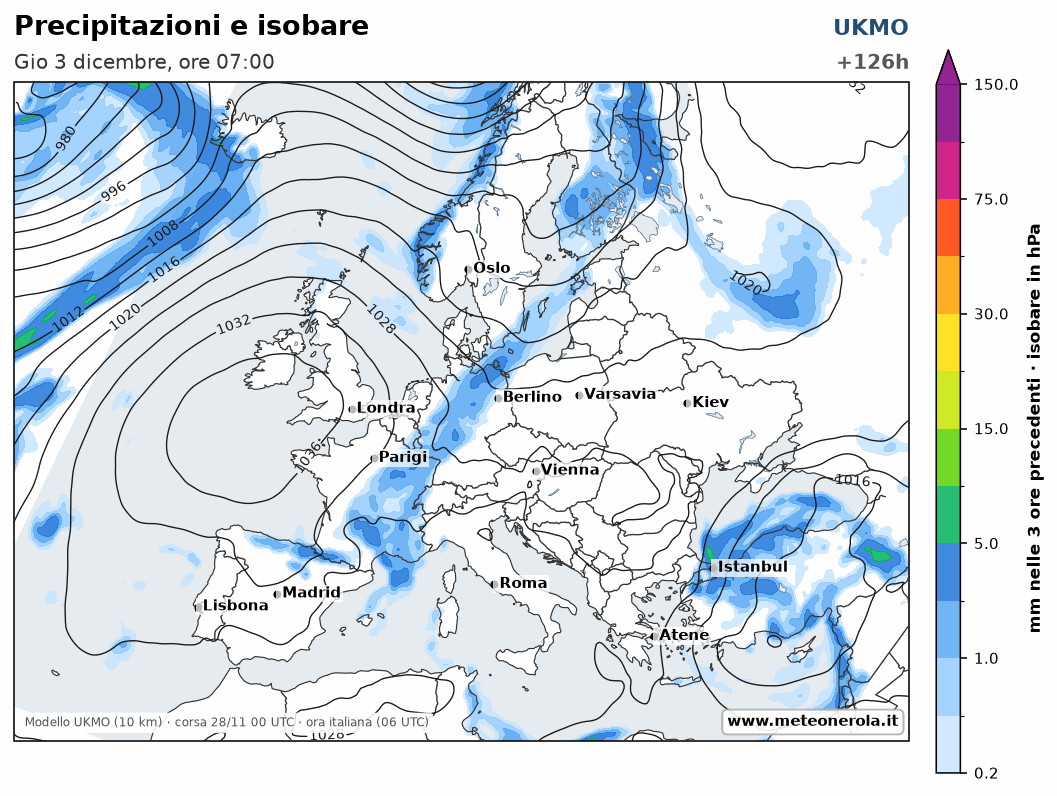 Precipitazioni e isobare
UKMO
Gio 3 dicembre, ore 07:00
+126h
150.0
75.0
30.0
15.0
5.0
1.0
0.2
mm nelle 3 ore precedenti · isobare in hPa
980
996
1008
1016
1012
1020
1032
1028
1036
1020
1016
1028
Oslo
Londra
Berlino
Varsavia
Kiev
Parigi
Vienna
Istanbul
Roma
Madrid
Lisbona
Atene
Modello UKMO (10 km) · corsa 28/11 00 UTC · ora italiana (06 UTC)
www.meteonerola.it